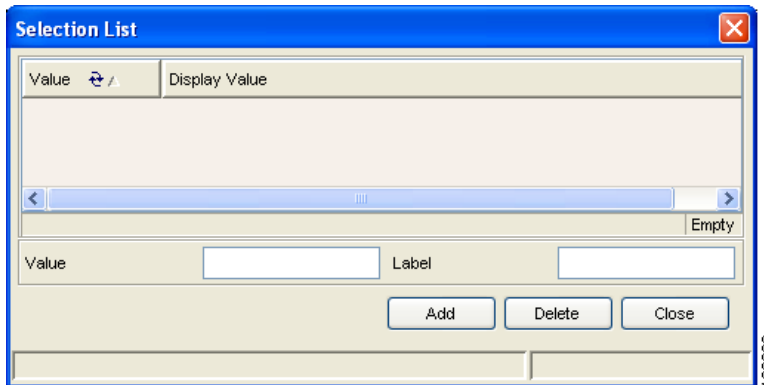 Selection List
Value Display Value
Empty
Value Label
Add Delete Close